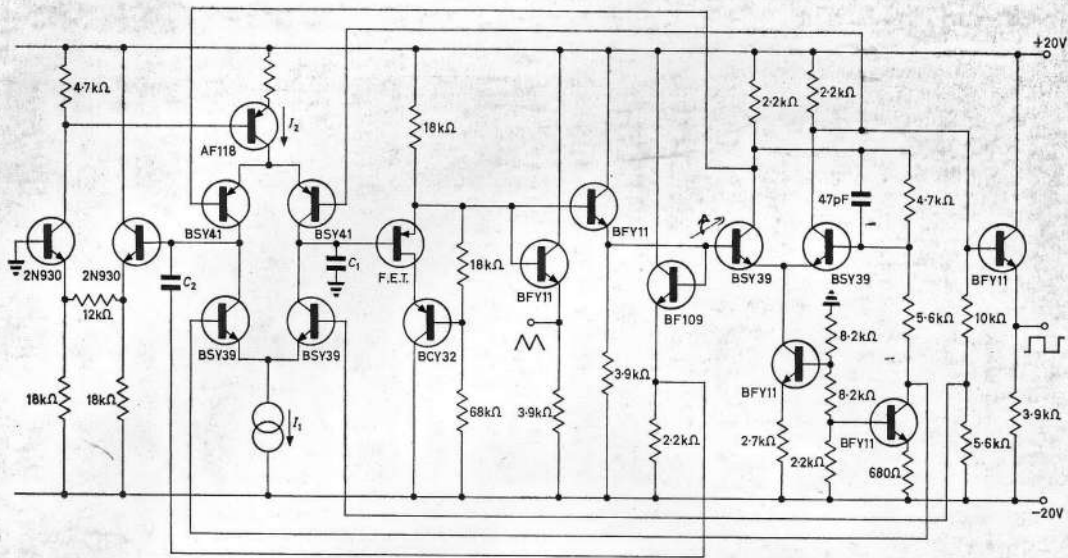 +20V
4·7kΩ
I₂
AF118
2N930
2N930
C₂
12kΩ
18kΩ
18kΩ
BSY41
BSY41
BSY39
BSY39
I₁
C₁
F.E.T.
18kΩ
18kΩ
BCY32
68kΩ
BFY11
BFY11
3·9kΩ
3·9kΩ
BF109
2·2kΩ
2·2kΩ
2·2kΩ
BSY39
47pF
BSY39
4·7kΩ
BFY11
8·2kΩ
8·2kΩ
2·7kΩ
2·2kΩ
5·6kΩ
BFY11
680Ω
10kΩ
5·6kΩ
BFY11
3·9kΩ
−20V